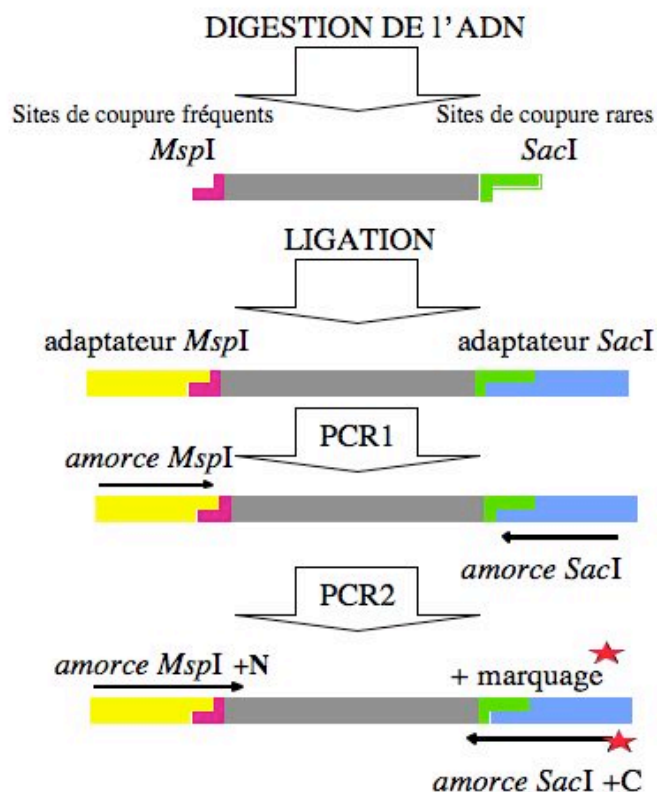 DIGESTION DE l'ADN
Sites de coupure fréquents
MspI
Sites de coupure rares
SacI
LIGATION
adaptateur MspI
adaptateur SacI
PCR1
amorce MspI
amorce SacI
PCR2
amorce MspI +N
+ marquage
amorce SacI +C